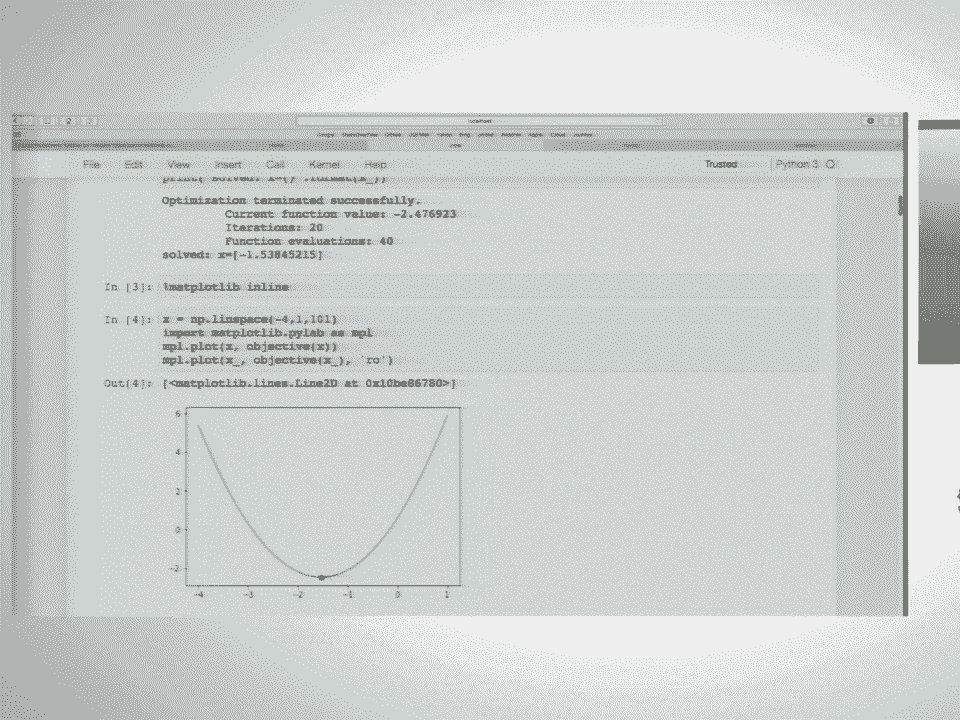 localhost
File Edit View Insert Cell Kernel Help Trusted Python 3
Optimization terminated successfully.
Current function value: -2.476923
Iterations: 20
Function evaluations: 40
solved: x=[-1.53845215]
In [3]: %matplotlib inline
In [4]: x = np.linspace(-4,1,101)
import matplotlib.pylab as mpl
mpl.plot(x, objective(x))
mpl.plot(x_, objective(x_), 'ro')
Out[4]: [<matplotlib.lines.Line2D at 0x10be86780>]
6
4
2
0
-2
-4 -3 -2 -1 0 1